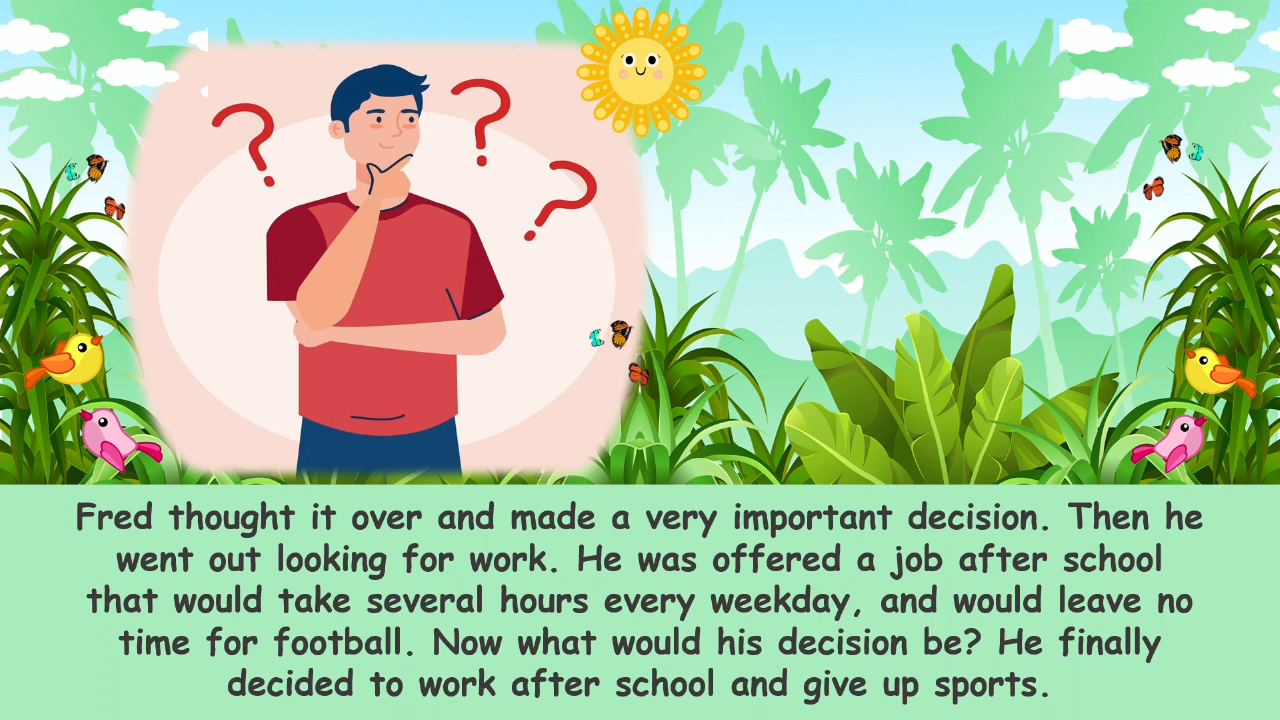 Fred thought it over and made a very important decision. Then he
went out looking for work. He was offered a job after school
that would take several hours every weekday, and would leave no
time for football. Now what would his decision be? He finally
decided to work after school and give up sports.